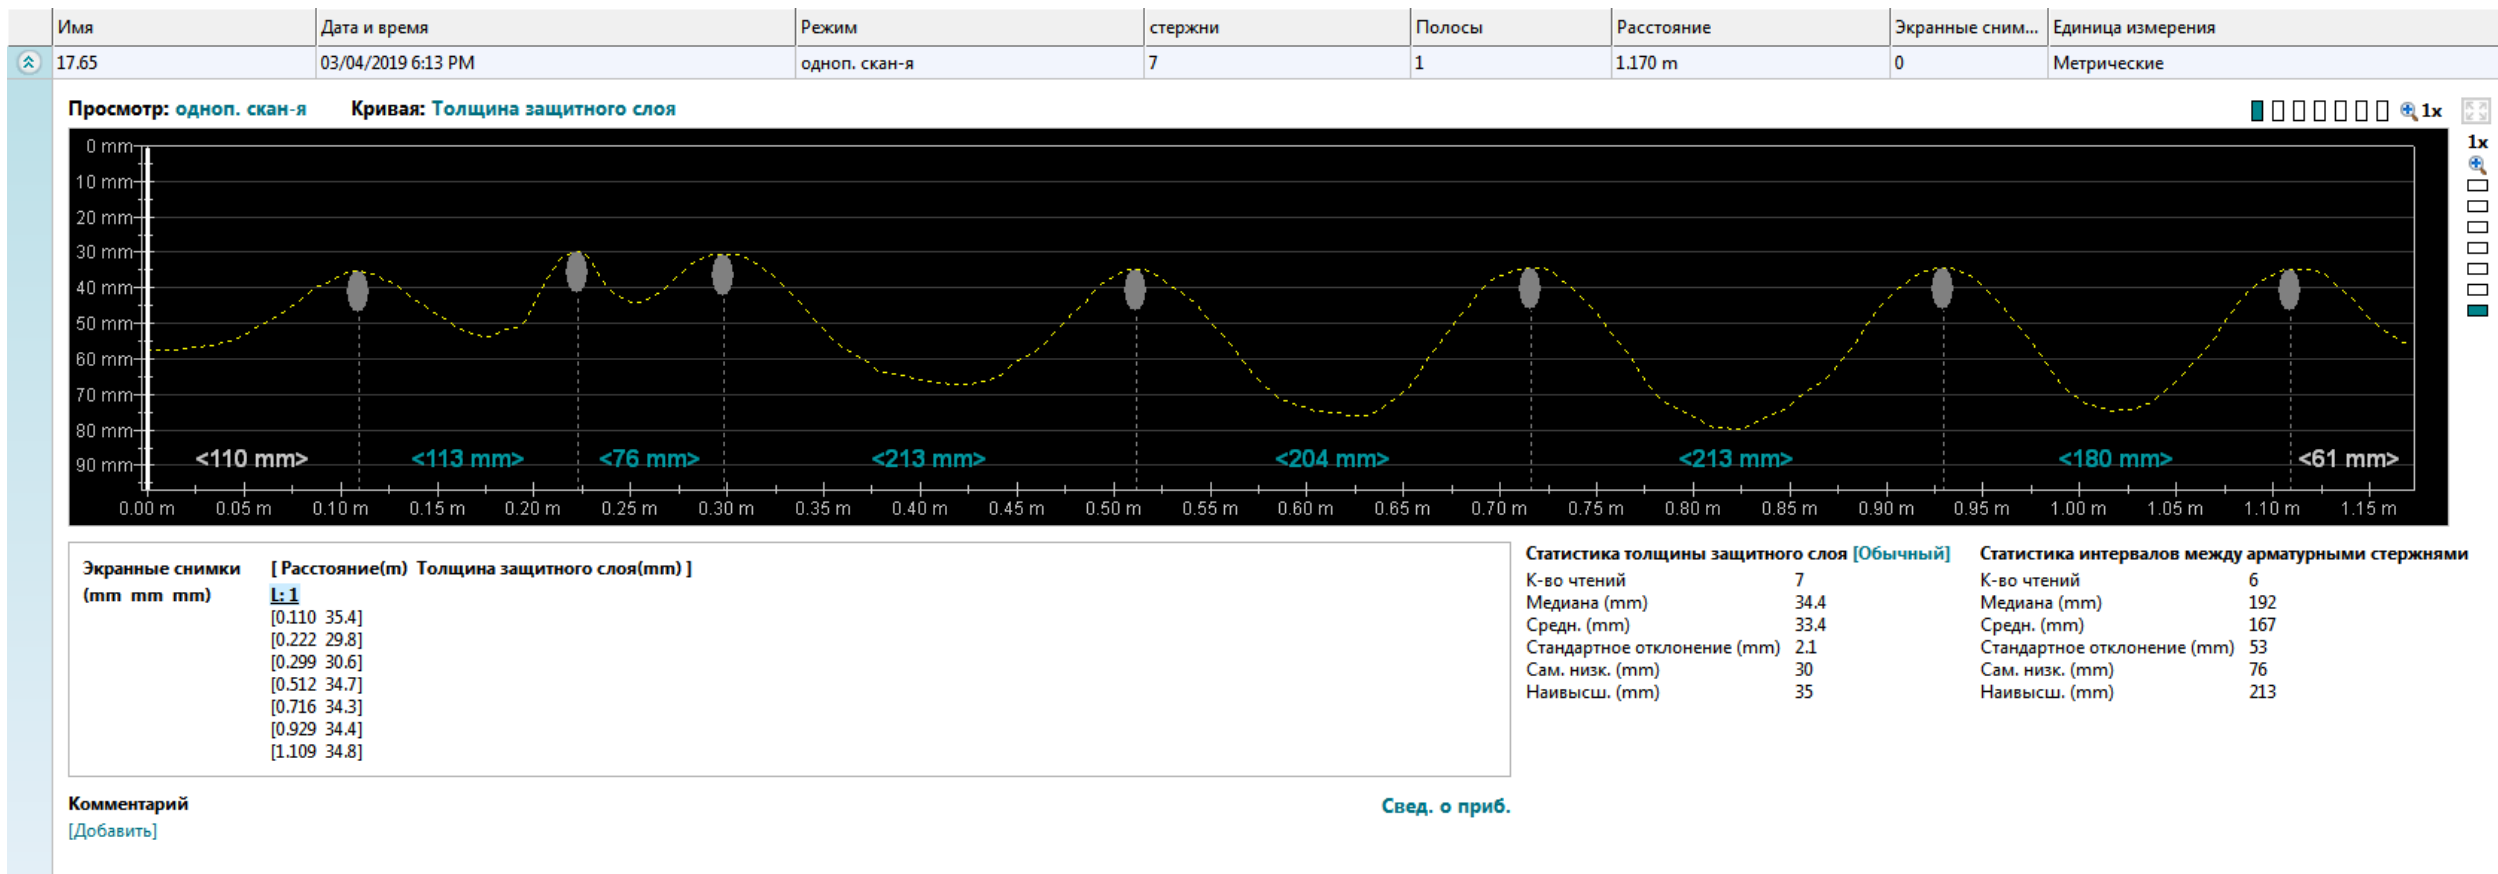 Имя Дата и время Режим стержни Полосы Расстояние Экранные сним... Единица измерения
17.65 03/04/2019 6:13 PM одноп. скан-я 7 1 1.170 m 0 Метрические
Просмотр: одноп. скан-я Кривая: Толщина защитного слоя 1x
1x
0 mm
10 mm
20 mm
30 mm
40 mm
50 mm
60 mm
70 mm
80 mm
90 mm <110 mm> <113 mm> <76 mm> <213 mm> <204 mm> <213 mm> <180 mm> <61 mm>
0.00 m 0.05 m 0.10 m 0.15 m 0.20 m 0.25 m 0.30 m 0.35 m 0.40 m 0.45 m 0.50 m 0.55 m 0.60 m 0.65 m 0.70 m 0.75 m 0.80 m 0.85 m 0.90 m 0.95 m 1.00 m 1.05 m 1.10 m 1.15 m
Экранные снимки [ Расстояние(m) Толщина защитного слоя(mm) ]
(mm mm mm) L: 1
[0.110 35.4]
[0.222 29.8]
[0.299 30.6]
[0.512 34.7]
[0.716 34.3]
[0.929 34.4]
[1.109 34.8]
Статистика толщины защитного слоя [Обычный]
К-во чтений 7
Медиана (mm) 34.4
Средн. (mm) 33.4
Стандартное отклонение (mm) 2.1
Сам. низк. (mm) 30
Наивысш. (mm) 35
Статистика интервалов между арматурными стержнями
К-во чтений 6
Медиана (mm) 192
Средн. (mm) 167
Стандартное отклонение (mm) 53
Сам. низк. (mm) 76
Наивысш. (mm) 213
Комментарий Свед. о приб.
[Добавить]